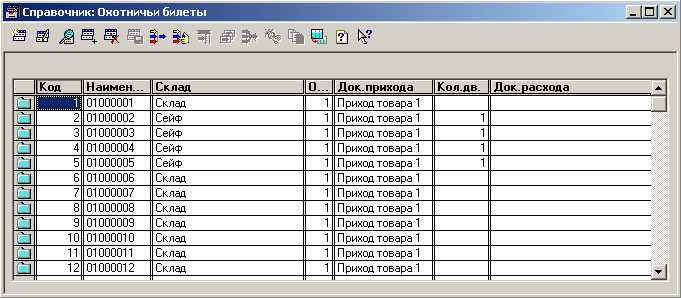 Справочник: Охотничьи билеты
Код Наимен... Склад О... Док.прихода Кол.дв. Док.расхода
1 01000001 Склад 1 Приход товара 1
2 01000002 Сейф 1 Приход товара 1 1
3 01000003 Сейф 1 Приход товара 1 1
4 01000004 Сейф 1 Приход товара 1 1
5 01000005 Сейф 1 Приход товара 1 1
6 01000006 Склад 1 Приход товара 1
7 01000007 Склад 1 Приход товара 1
8 01000008 Склад 1 Приход товара 1
9 01000009 Склад 1 Приход товара 1
10 01000010 Склад 1 Приход товара 1
11 01000011 Склад 1 Приход товара 1
12 01000012 Склад 1 Приход товара 1